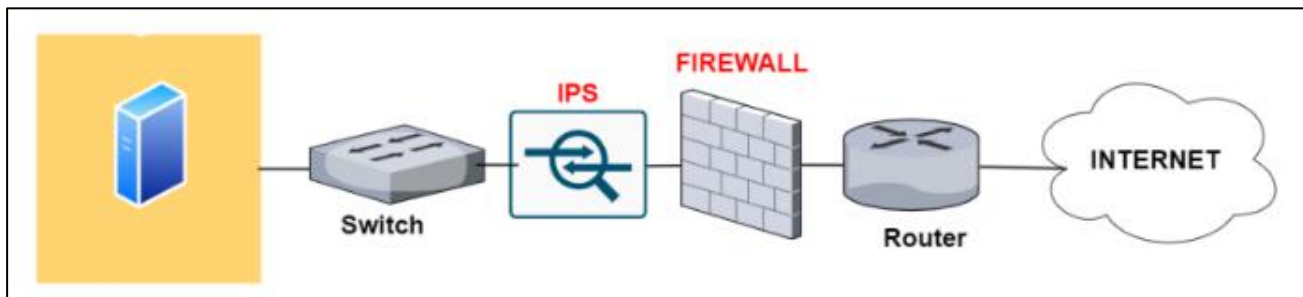 FIREWALL
IPS
INTERNET
Switch
Router